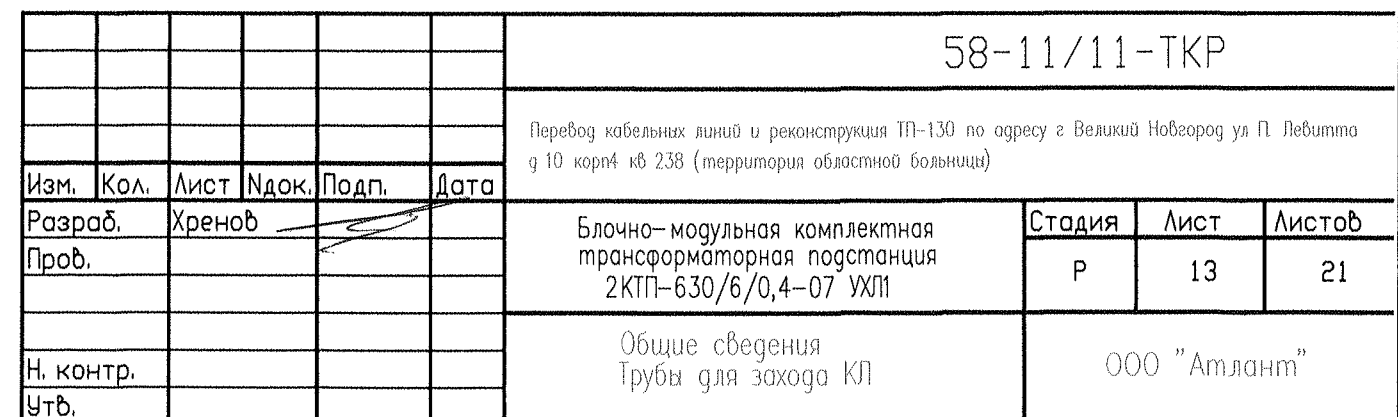 58-11/11-ТКР
Перевод кабельных линий и реконструкция ТП-130 по адресу г Великий Новгород ул П. Левитта
д 10 корп4 кв 238 (территория областной больницы)
Изм. Кол. Лист Nдок. Подп. Дата
Разраб. Хренов
Пров.
Н. контр.
Утв.
Блочно-модульная комплектная
трансформаторная подстанция
2КТП-630/6/0,4-07 УХЛ1
Стадия Лист Листов
Р 13 21
Общие сведения
Трубы для захода КЛ
ООО "Атлант"